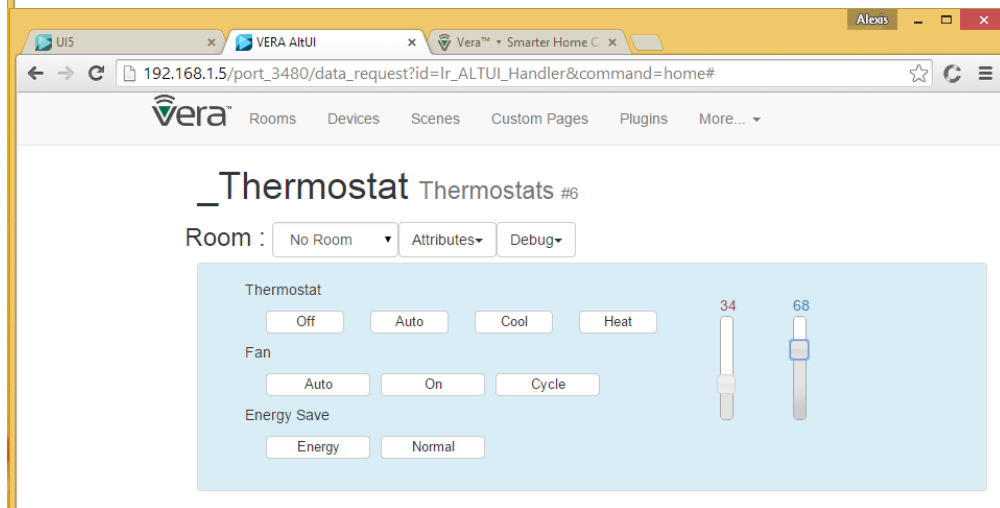 Alexis
UI5
VERA AltUI
Vera™ • Smarter Home C
192.168.1.5/port_3480/data_request?id=lr_ALTUI_Handler&command=home#
vera™ Rooms Devices Scenes Custom Pages Plugins More...
_Thermostat Thermostats #6
Room : No Room Attributes Debug
Thermostat
34 68
Off Auto Cool Heat
Fan
Auto On Cycle
Energy Save
Energy Normal